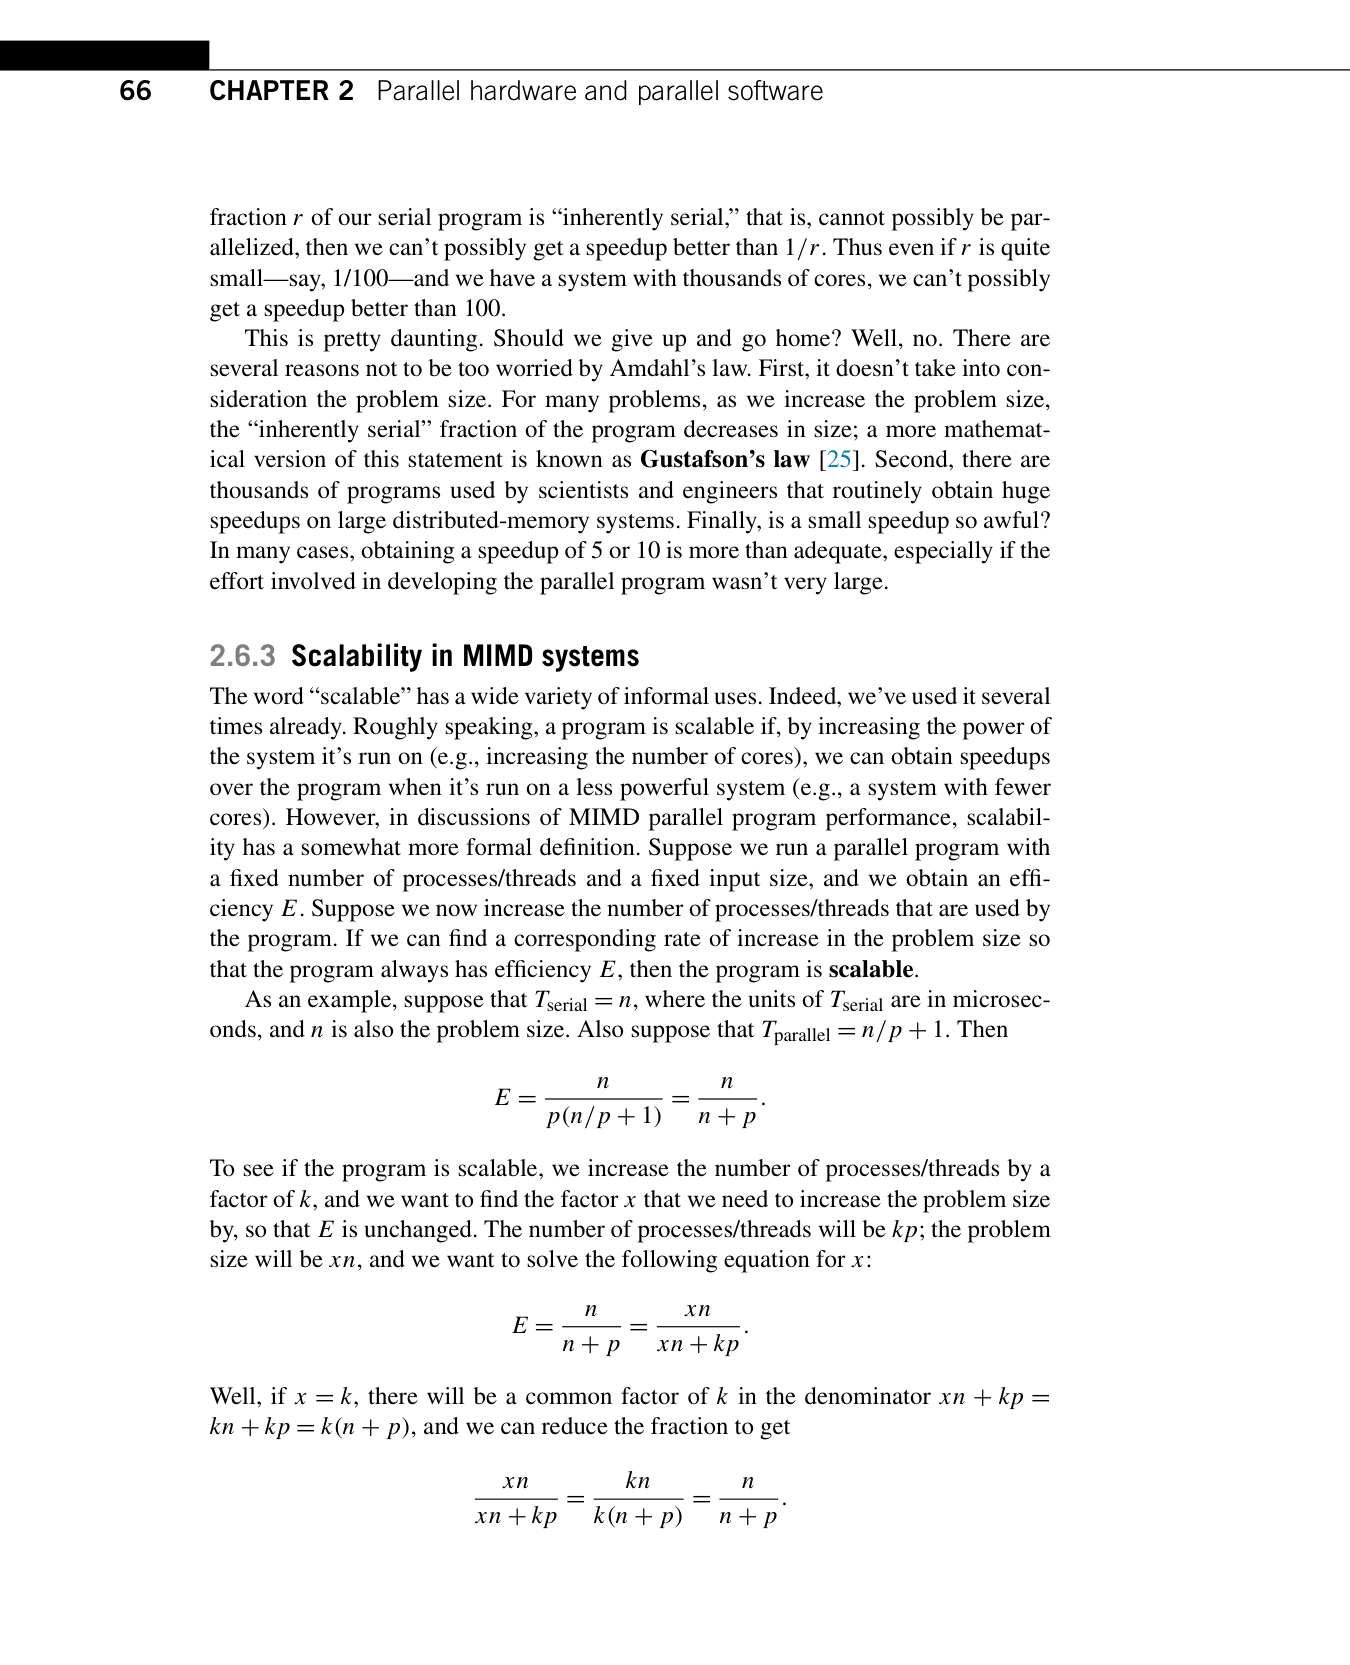 66 CHAPTER 2 Parallel hardware and parallel software
fraction r of our serial program is “inherently serial,” that is, cannot possibly be par-
allelized, then we can’t possibly get a speedup better than 1/r. Thus even if r is quite
small—say, 1/100—and we have a system with thousands of cores, we can’t possibly
get a speedup better than 100.
This is pretty daunting. Should we give up and go home? Well, no. There are
several reasons not to be too worried by Amdahl’s law. First, it doesn’t take into con-
sideration the problem size. For many problems, as we increase the problem size,
the “inherently serial” fraction of the program decreases in size; a more mathemat-
ical version of this statement is known as Gustafson’s law [25]. Second, there are
thousands of programs used by scientists and engineers that routinely obtain huge
speedups on large distributed-memory systems. Finally, is a small speedup so awful?
In many cases, obtaining a speedup of 5 or 10 is more than adequate, especially if the
effort involved in developing the parallel program wasn’t very large.
2.6.3 Scalability in MIMD systems
The word “scalable” has a wide variety of informal uses. Indeed, we’ve used it several
times already. Roughly speaking, a program is scalable if, by increasing the power of
the system it’s run on (e.g., increasing the number of cores), we can obtain speedups
over the program when it’s run on a less powerful system (e.g., a system with fewer
cores). However, in discussions of MIMD parallel program performance, scalabil-
ity has a somewhat more formal definition. Suppose we run a parallel program with
a fixed number of processes/threads and a fixed input size, and we obtain an effi-
ciency E. Suppose we now increase the number of processes/threads that are used by
the program. If we can find a corresponding rate of increase in the problem size so
that the program always has efficiency E, then the program is scalable.
As an example, suppose that T_serial = n, where the units of T_serial are in microsec-
onds, and n is also the problem size. Also suppose that T_parallel = n/p + 1. Then
E = n / (p(n/p + 1)) = n / (n + p).
To see if the program is scalable, we increase the number of processes/threads by a
factor of k, and we want to find the factor x that we need to increase the problem size
by, so that E is unchanged. The number of processes/threads will be kp; the problem
size will be xn, and we want to solve the following equation for x:
E = n / (n + p) = xn / (xn + kp).
Well, if x = k, there will be a common factor of k in the denominator xn + kp =
kn + kp = k(n + p), and we can reduce the fraction to get
xn / (xn + kp) = kn / (k(n + p)) = n / (n + p).